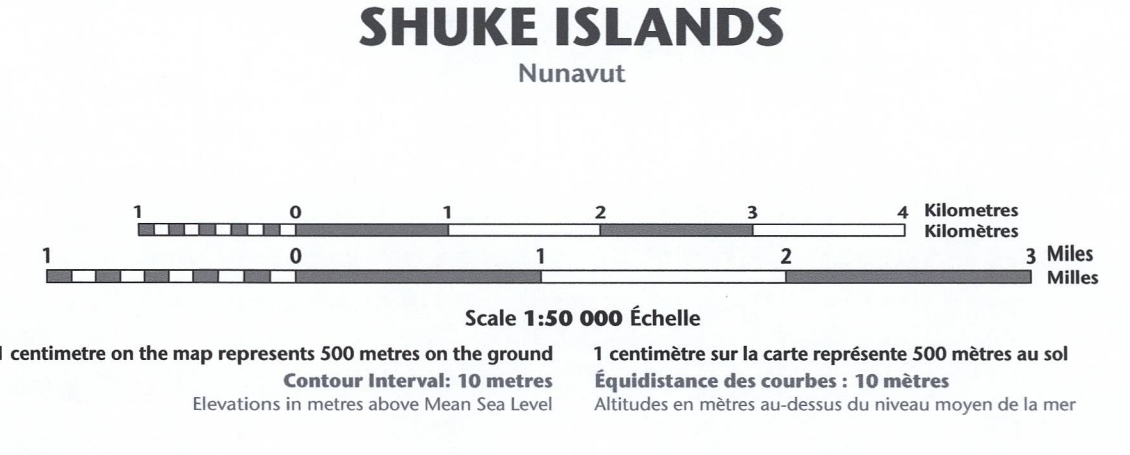 SHUKE ISLANDS
Nunavut
1 0 1 2 3 4 Kilometres
Kilomètres
1 0 1 2 3 Miles
Milles
Scale 1:50 000 Échelle
1 centimetre on the map represents 500 metres on the ground
Contour Interval: 10 metres
Elevations in metres above Mean Sea Level
1 centimètre sur la carte représente 500 mètres au sol
Équidistance des courbes : 10 mètres
Altitudes en mètres au-dessus du niveau moyen de la mer